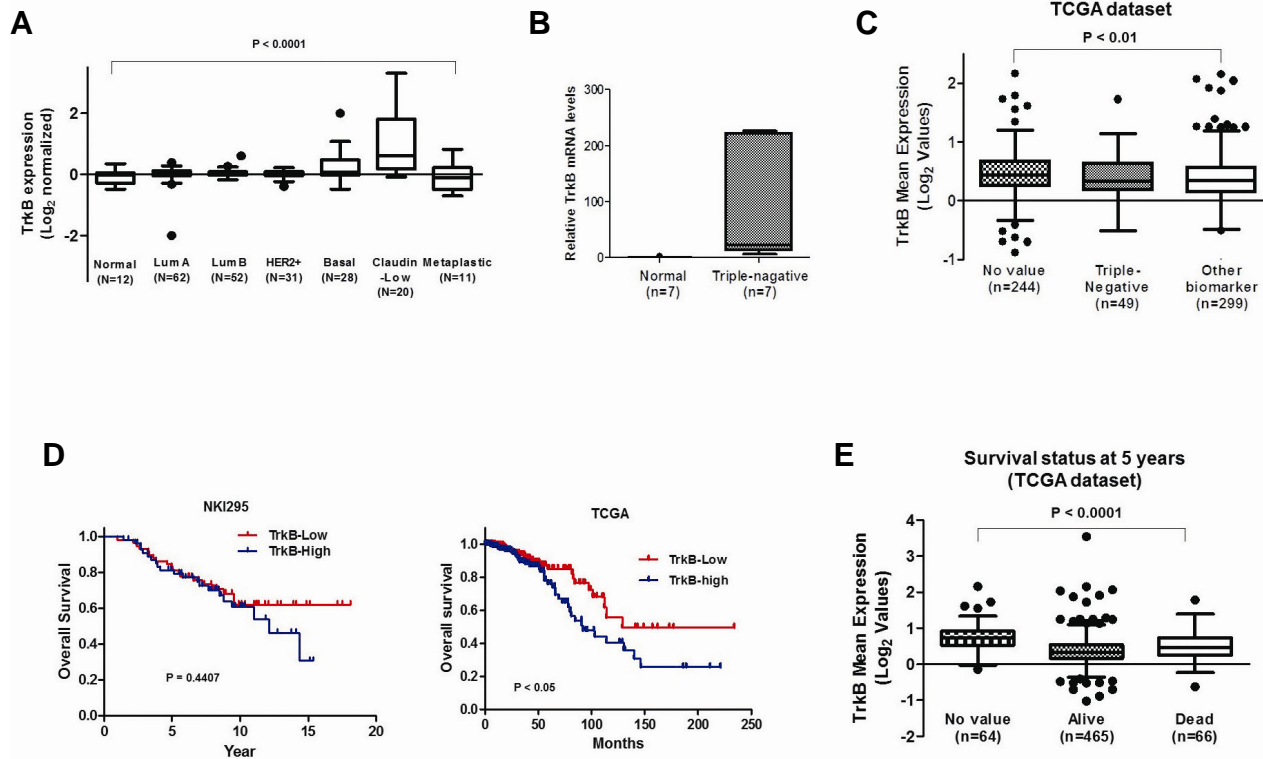 A
P < 0.0001
TrkB expression
(Log2 normalized)
2
0
-2
Normal
(N=12)
Lum A
(N=62)
Lum B
(N=52)
HER2+
(N=31)
Basal
(N=28)
Claudin
-Low
(N=20)
Metaplastic
(N=11)
B
Relative TrkB mRNA levels
300
200
100
0
Normal
(n=7)
Triple-nagative
(n=7)
C
TCGA dataset
P < 0.01
TrkB Mean Expression
(Log2 Values)
2
1
0
-1
No value
(n=244)
Triple-
Negative
(n=49)
Other
biomarker
(n=299)
D
NKI295
TrkB-Low
TrkB-High
Overall Survival
1.0
0.8
0.6
0.4
0.2
0.0
P = 0.4407
0
5
10
15
20
Year
TCGA
TrkB-Low
TrkB-high
Overall survival
1.0
0.8
0.6
0.4
0.2
0.0
P < 0.05
0
50
100
150
200
250
Months
E
Survival status at 5 years
(TCGA dataset)
P < 0.0001
TrkB Mean Expression
(Log2 Values)
4
3
2
1
0
-1
-2
No value
(n=64)
Alive
(n=465)
Dead
(n=66)